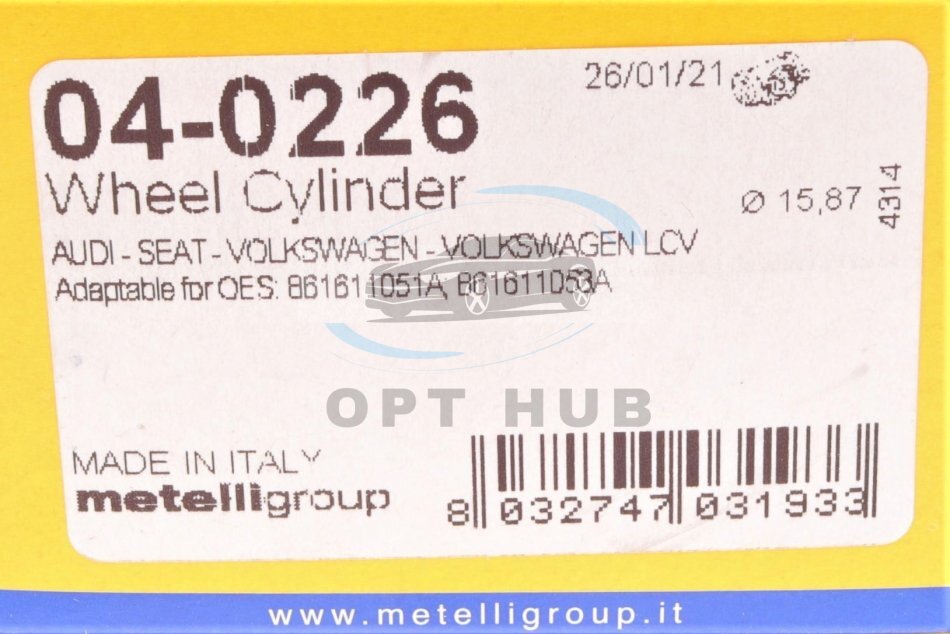 04-0226
26/01/21
Wheel Cylinder
Ø 15,87
4314
AUDI - SEAT - VOLKSWAGEN - VOLKSWAGEN LCV
Adaptable for OES: 861611051A; 861611053A
OPT HUB
MADE IN ITALY
metelligroup
8 032747 031933
www.metelligroup.it